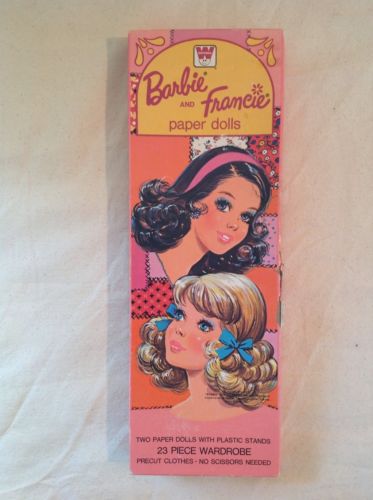 W
Barbie®
AND Francie®
paper dolls
TWO PAPER DOLLS WITH PLASTIC STANDS
23 PIECE WARDROBE
PRECUT CLOTHES - NO SCISSORS NEEDED